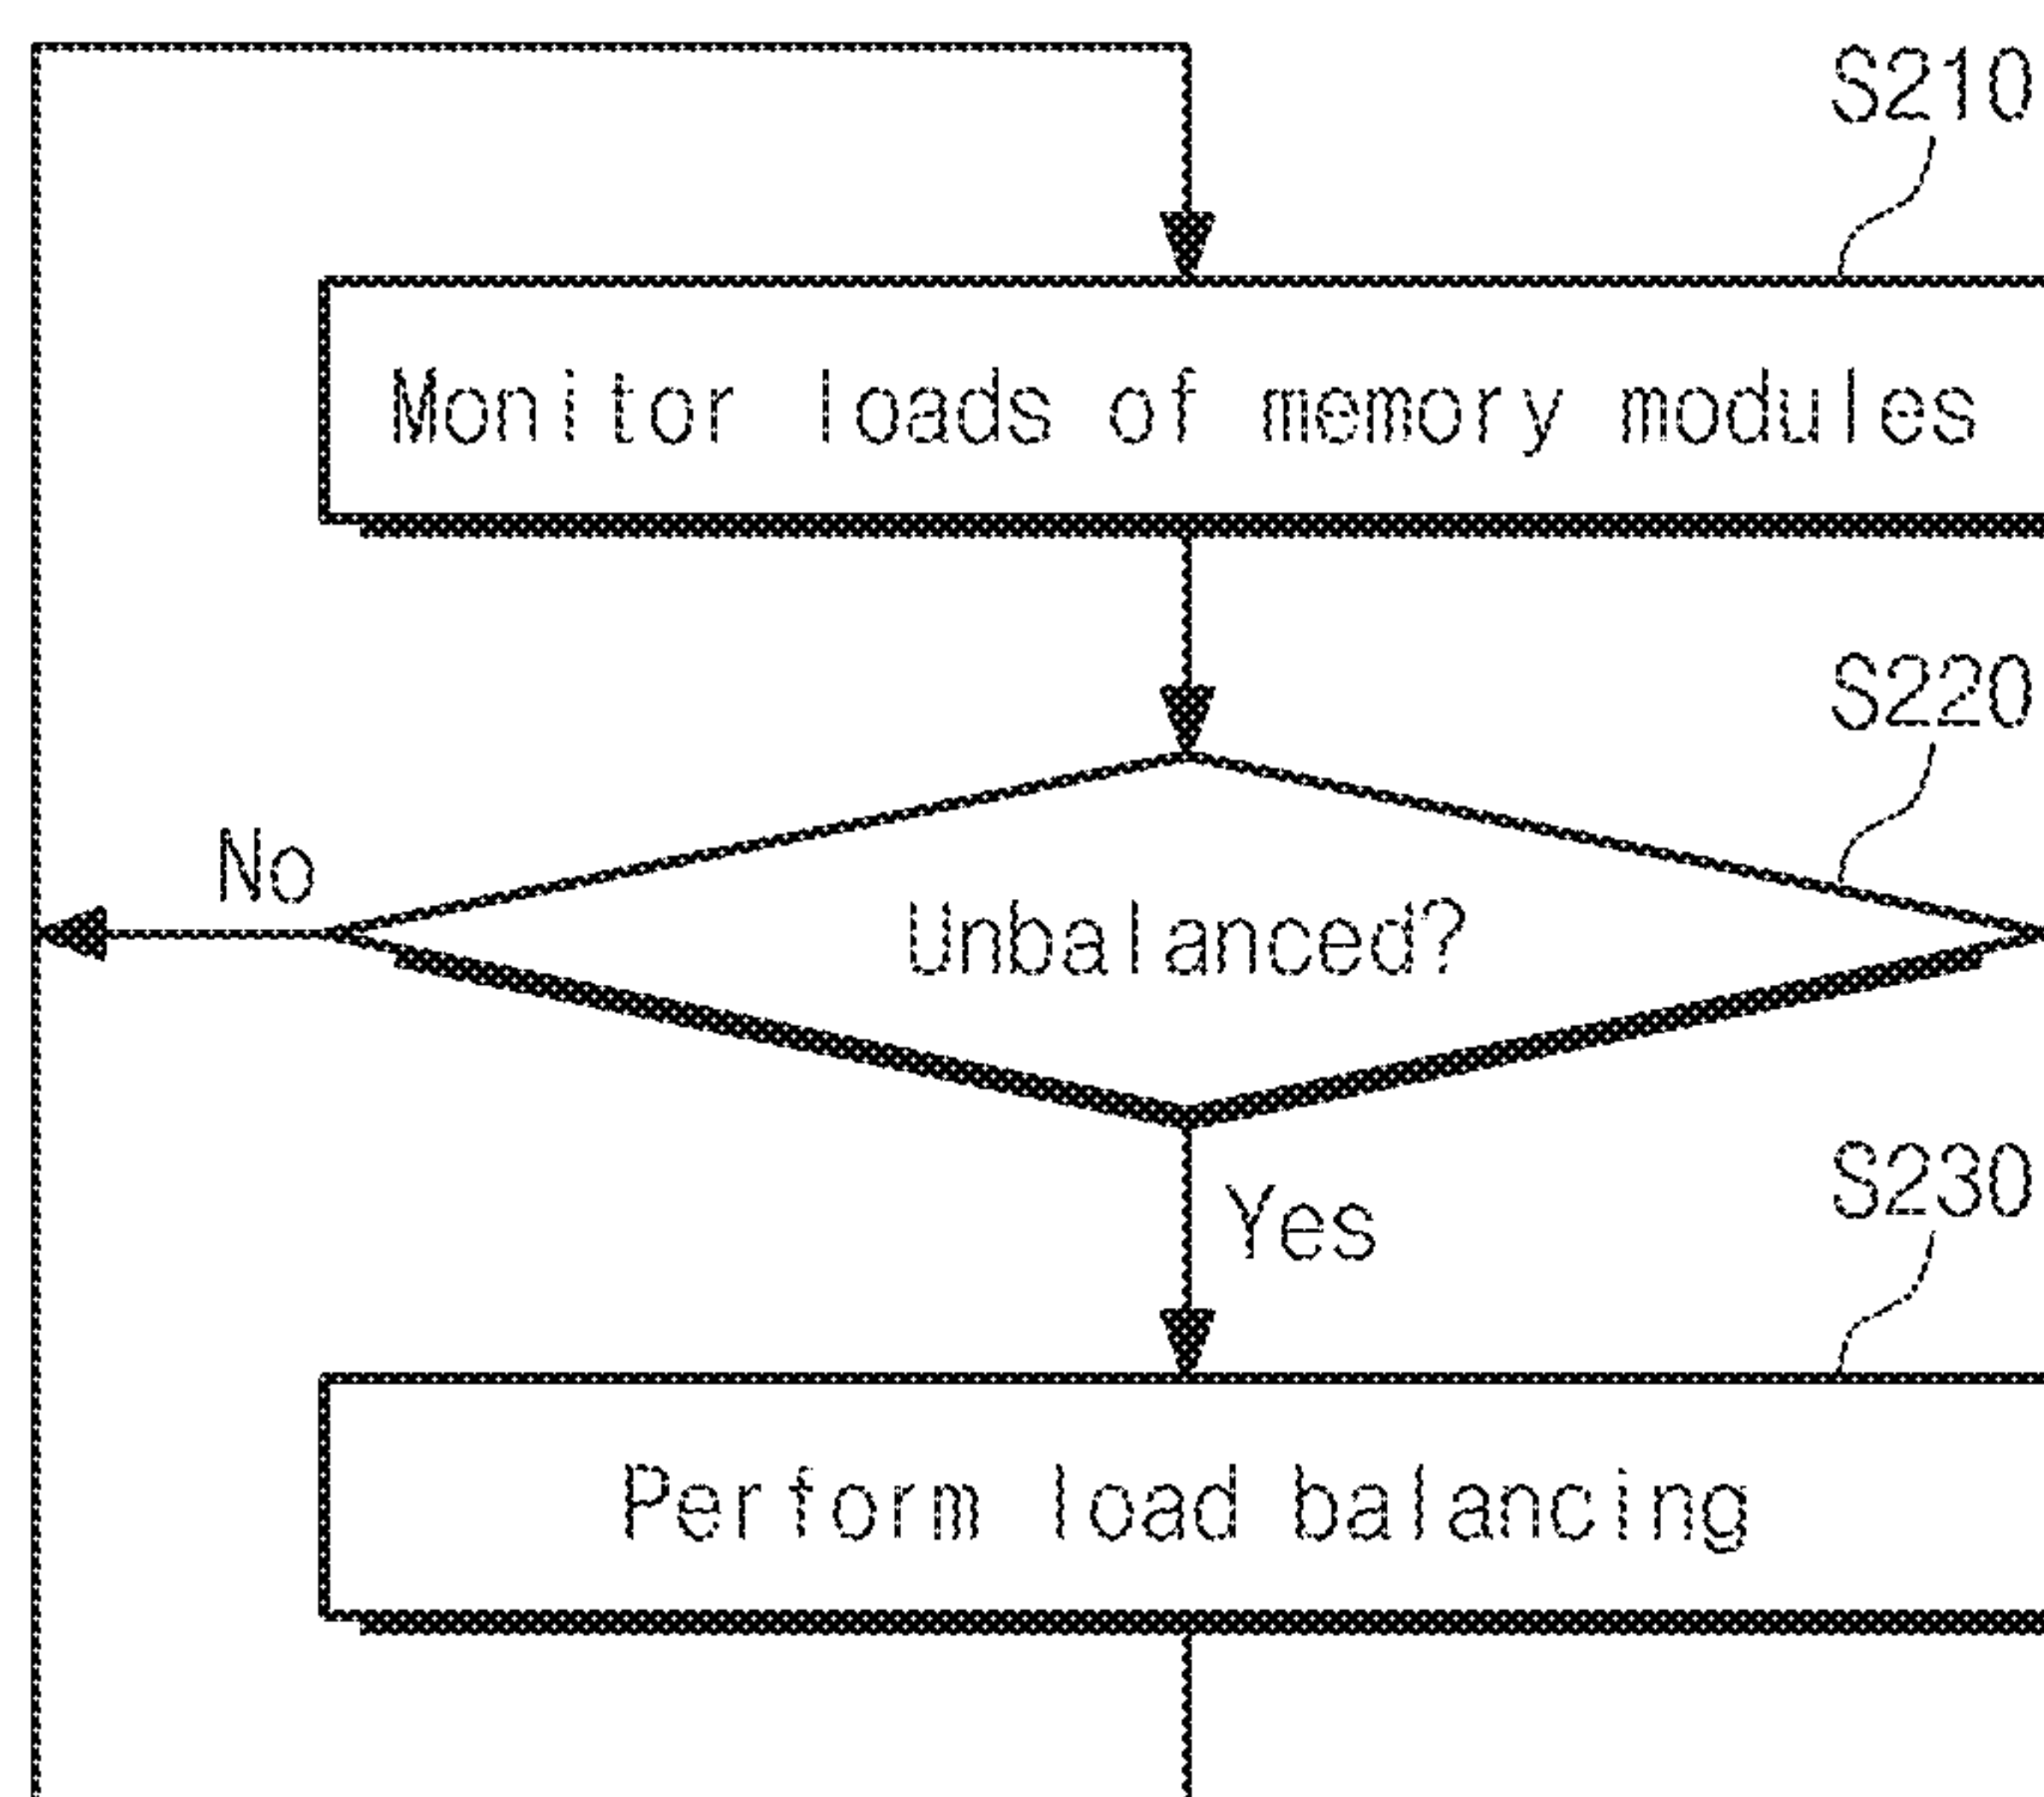 S210
Monitor loads of memory modules
S220
No
Unbalanced?
Yes
S230
Perform load balancing